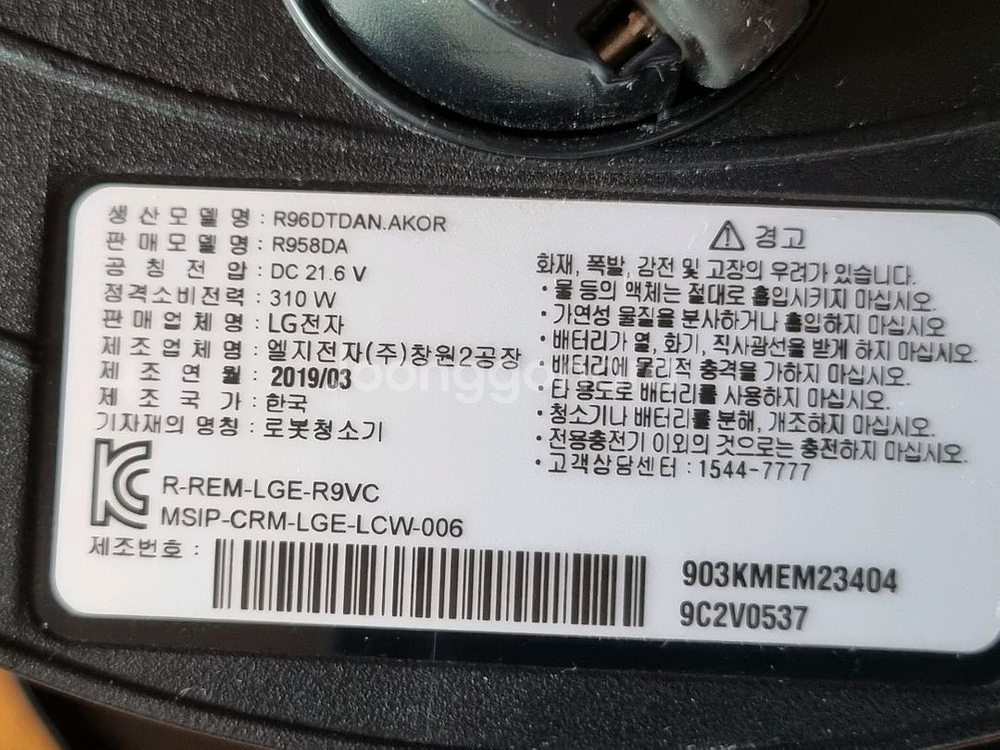 생산모델명 : R96DTDAN.AKOR
판매모델명 : R958DA
공칭전압 : DC 21.6 V
정격소비전력 : 310 W
판매업체명 : LG전자
제조업체명 : 엘지전자(주)창원2공장
제조연월 : 2019/03
제조국가 : 한국
기자재의 명칭 : 로봇청소기
KC
R-REM-LGE-R9VC
MSIP-CRM-LGE-LCW-006
제조번호 :
903KMEM23404
9C2V0537
경고
화재, 폭발, 감전 및 고장의 우려가 있습니다.
·물 등의 액체는 절대로 흡입시키지 마십시오.
·가연성 물질을 분사하거나 흡입하지 마십시오
·배터리가 열, 화기, 직사광선을 받게 하지 마십시오.
배터리에 물리적 충격을 가하지 마십시오.
·타 용도로 배터리를 사용하지 마십시오.
·청소기나 배터리를 분해, 개조하지 마십시오.
·전용충전기 이외의 것으로는 충전하지 마십시오.
·고객상담센터 : 1544-7777